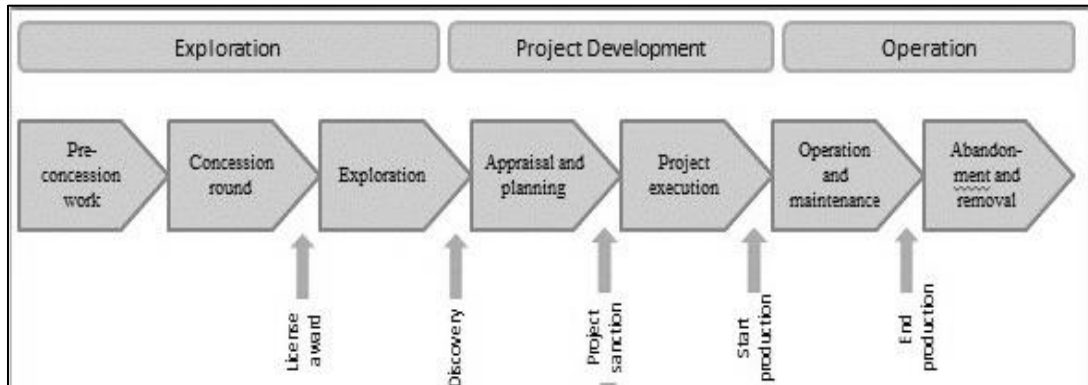 Exploration
Project Development
Operation
Pre-
concession
work
Concession
round
Exploration
Appraisal and
planning
Project
execution
Operation
and
maintenance
Abandon-
ment and
removal
License
award
Discovery
Project
sanction
Start
production
End
production